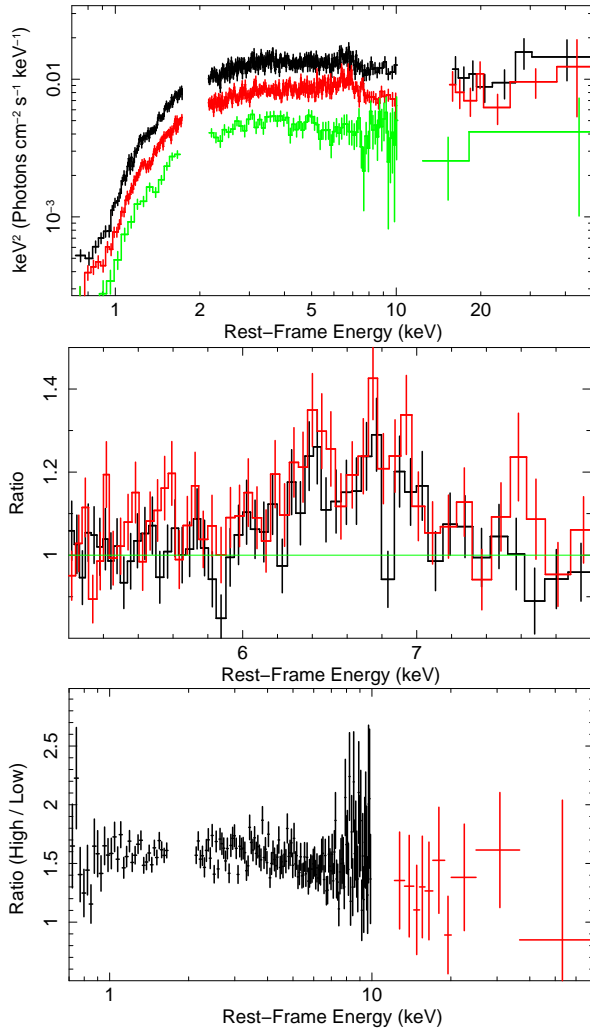 0.01
10⁻³
keV² (Photons cm⁻² s⁻¹ keV⁻¹)
1 2 5 10 20
Rest−Frame Energy (keV)
1.4
1.2
1
Ratio
6 7
Rest−Frame Energy (keV)
2.5
2
1.5
1
Ratio (High / Low)
1 10
Rest−Frame Energy (keV)